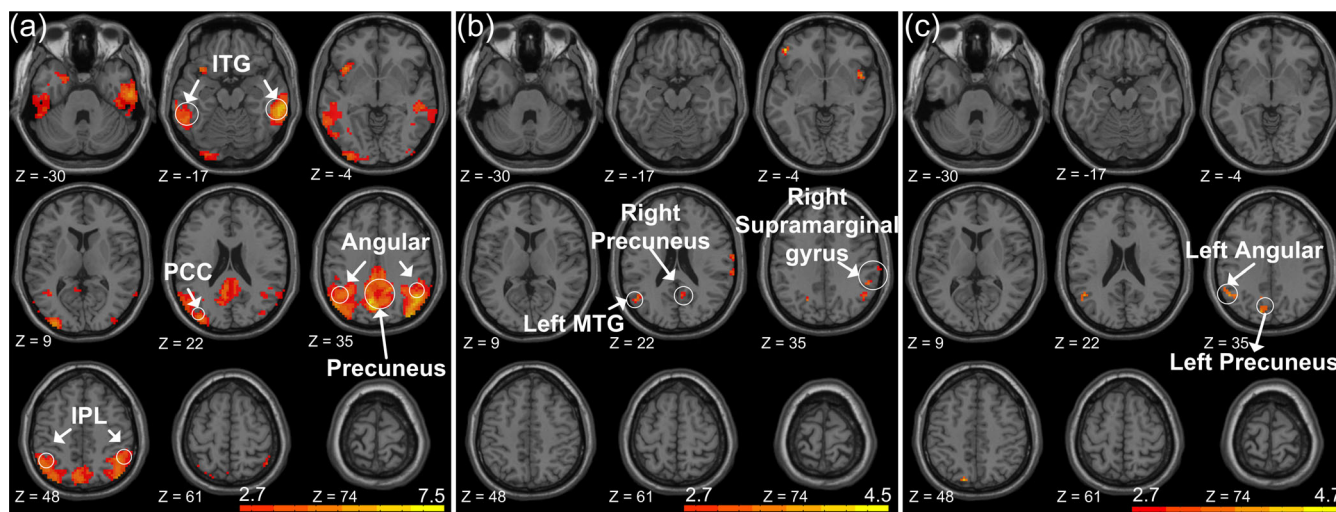 (a)
ITG
Z = -30
Z = -17
Z = -4
PCC
Angular
Z = 9
Z = 22
Z = 35
Precuneus
IPL
Z = 48
Z = 61
Z = 74
2.7
7.5
(b)
Z = -30
Z = -17
Z = -4
Right
Precuneus
Right
Supramarginal
gyrus
Left MTG
Z = 9
Z = 22
Z = 35
Z = 48
Z = 61
Z = 74
2.7
4.5
(c)
Z = -30
Z = -17
Z = -4
Left Angular
Z = 9
Z = 22
Z = 35
Left Precuneus
Z = 48
Z = 61
Z = 74
2.7
4.7